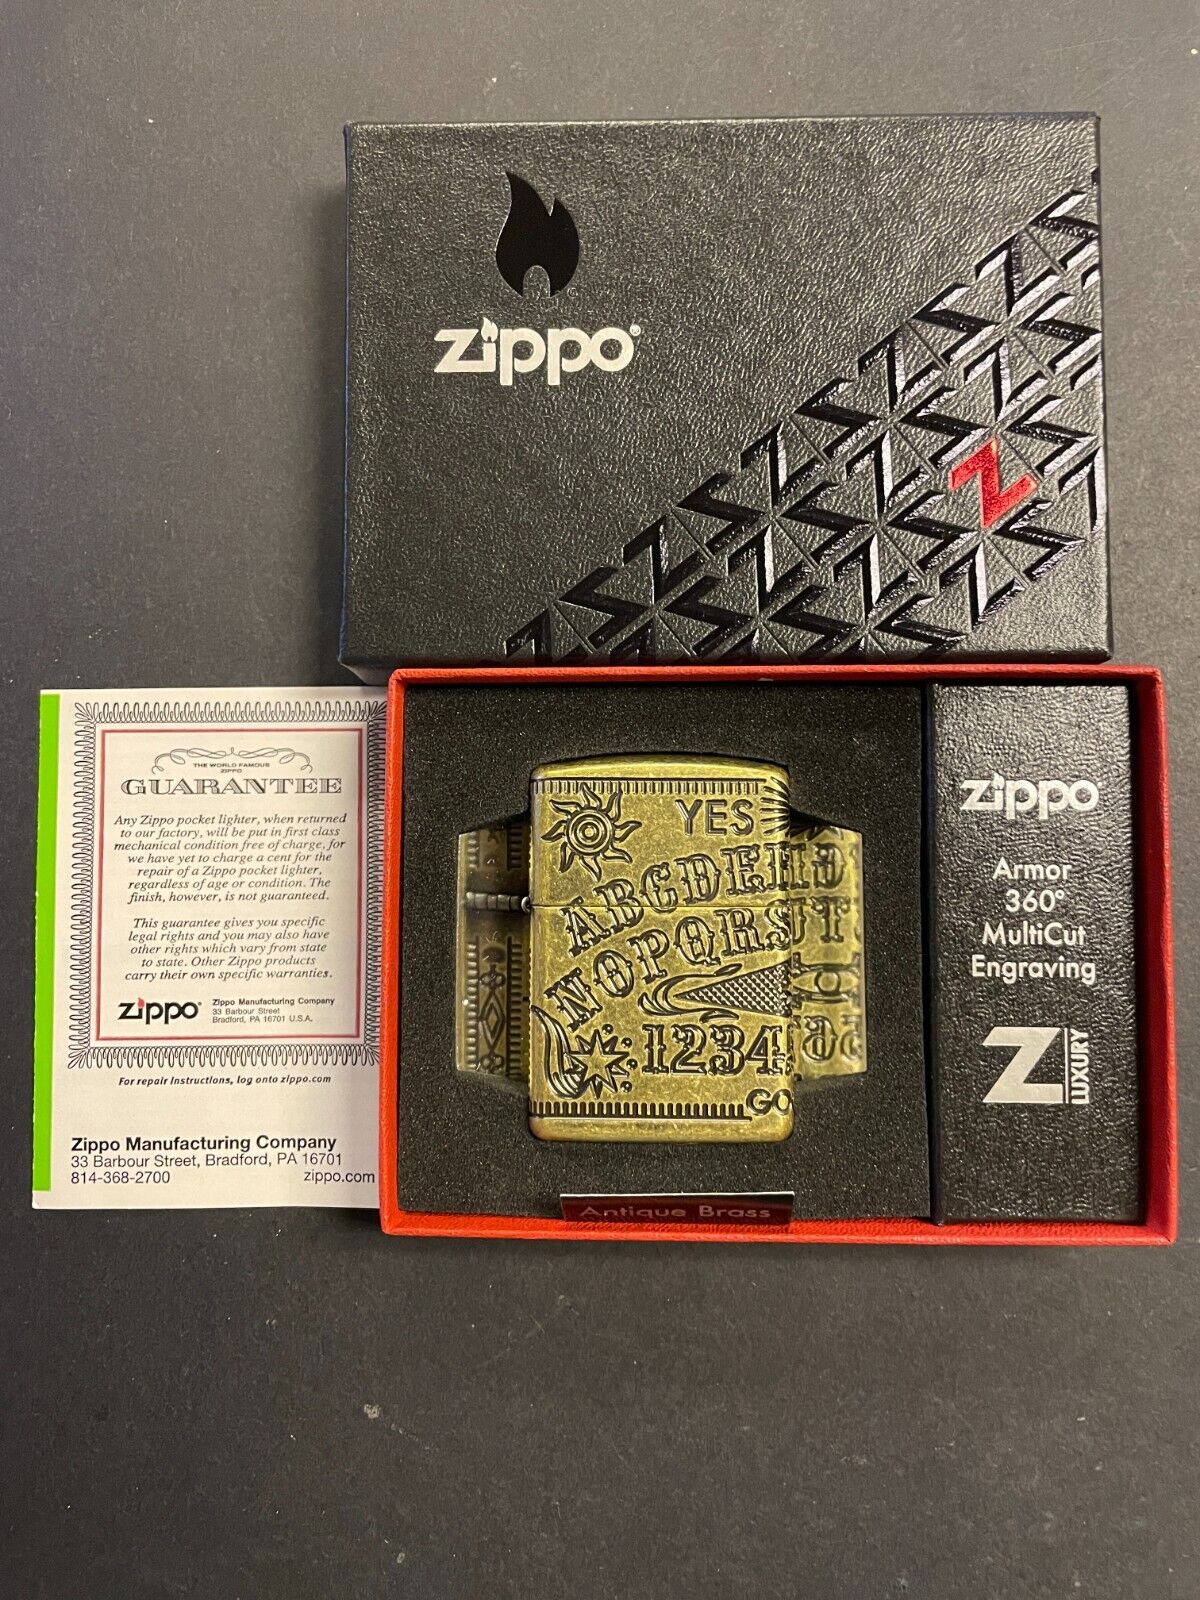 zippo®
THE WORLD FAMOUS
ZIPPO
GUARANTEE
Any Zippo pocket lighter, when returned
to our factory, will be put in first class
mechanical condition free of charge, for
we have yet to charge a cent for the
repair of a Zippo pocket lighter,
regardless of age or condition. The
finish, however, is not guaranteed.
This guarantee gives you specific
legal rights and you may also have
other rights which vary from state
to state. Other Zippo products
carry their own specific warranties.
zippo®
Zippo Manufacturing Company
33 Barbour Street
Bradford, PA 16701 U.S.A.
For repair instructions, log onto zippo.com
Zippo Manufacturing Company
33 Barbour Street, Bradford, PA 16701
814-368-2700 zippo.com
YES
ABCDE
NOPQRS
1234
GO
Antique Brass
zippo
Armor
360°
MultiCut
Engraving
Z LUXURY